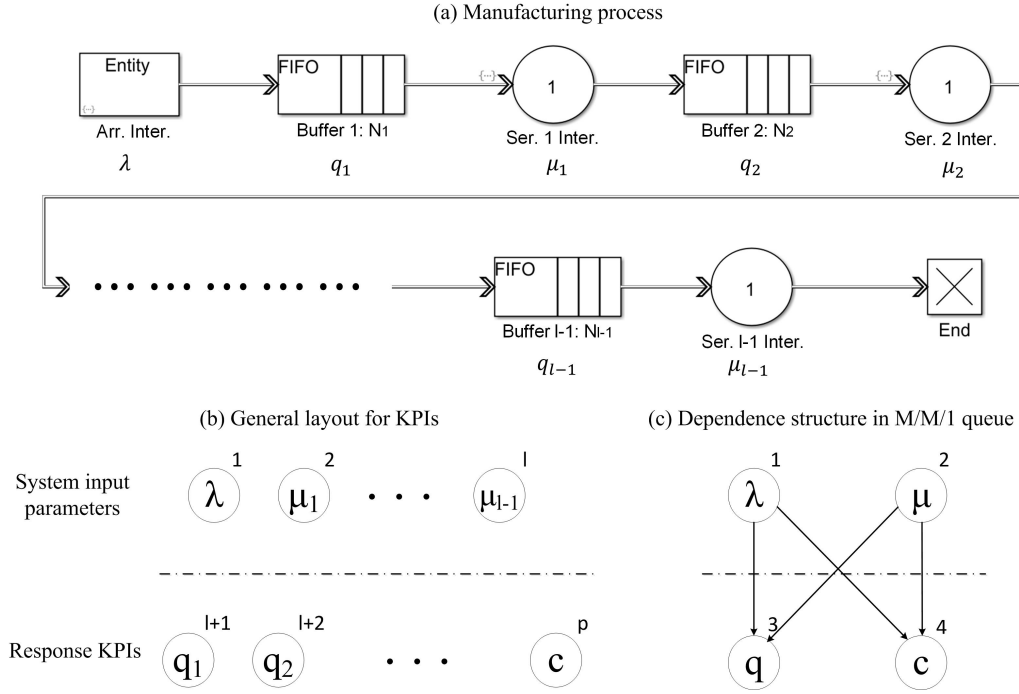 (a) Manufacturing process
Entity
{...}
Arr. Inter.
λ
FIFO
Buffer 1: N1
q1
{...}
1
Ser. 1 Inter.
μ1
FIFO
Buffer 2: N2
q2
{...}
1
Ser. 2 Inter.
μ2
FIFO
Buffer l-1: Nl-1
ql−1
1
Ser. l-1 Inter.
μl−1
End
(b) General layout for KPIs
System input
parameters
λ 1
μ1 2
. . .
μl-1 l
Response KPIs
q1 l+1
q2 l+2
. . .
c p
(c) Dependence structure in M/M/1 queue
λ 1
μ 2
q 3
c 4